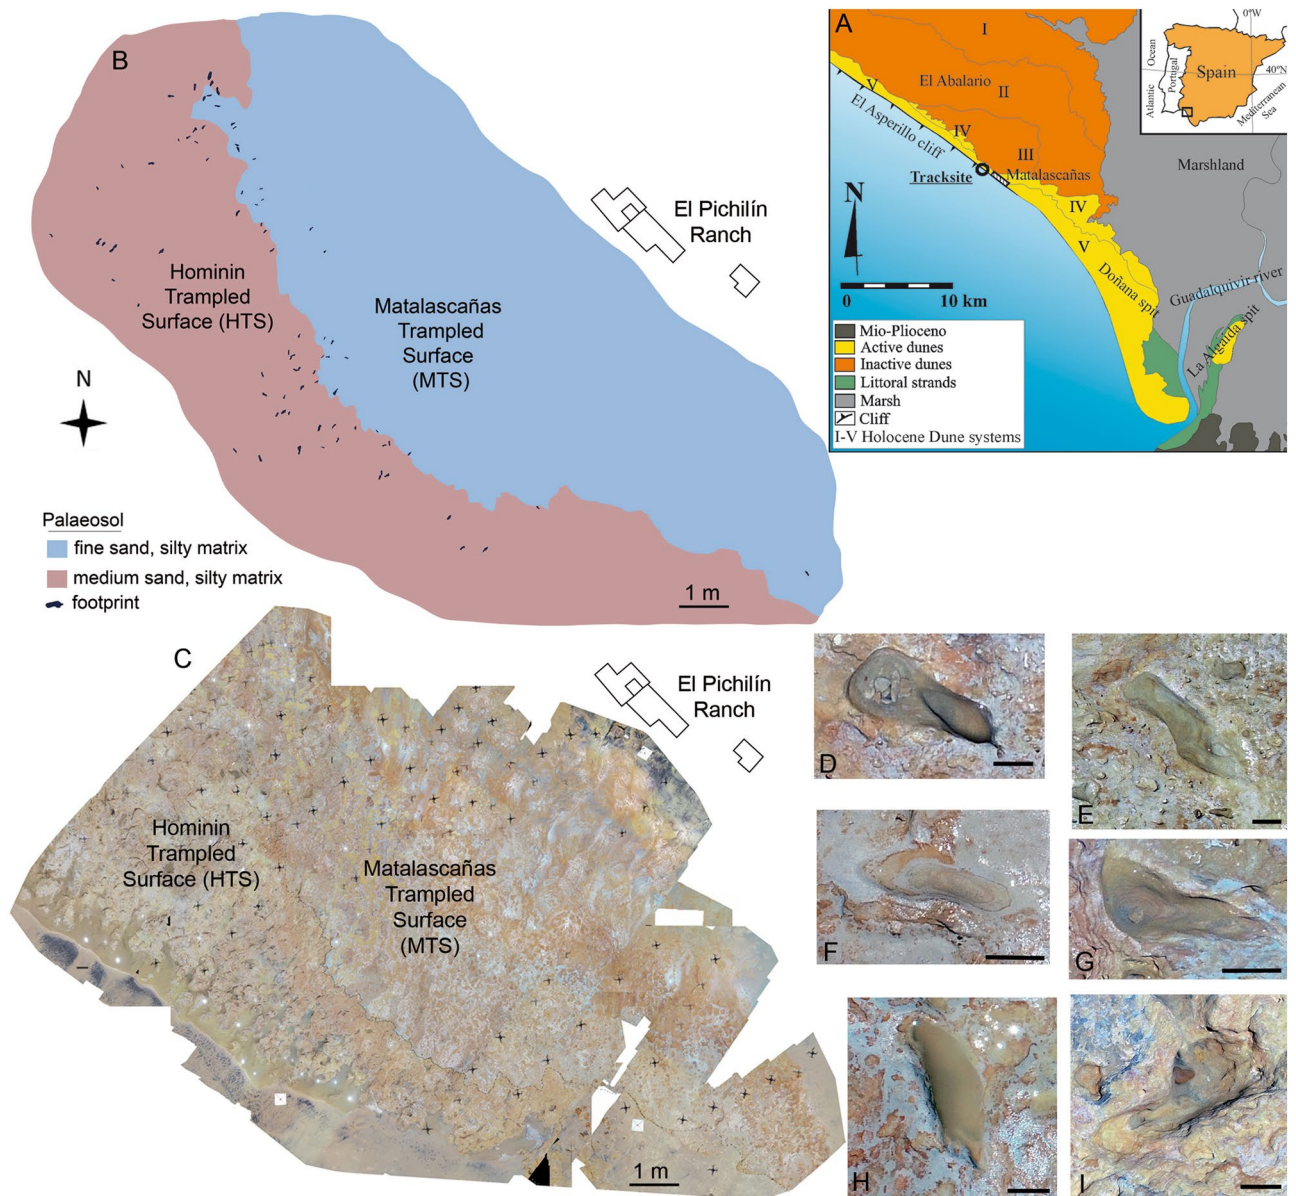 B
Hominin
Trampled
Surface (HTS)
Matalascañas
Trampled
Surface
(MTS)
El Pichilín
Ranch
N
Palaeosol
fine sand, silty matrix
medium sand, silty matrix
footprint
1 m
A
I
El Abalario
II
V
El Asperillo cliff
IV
III
Tracksite
Matalascañas
IV
V
Doñana spit
Marshland
Guadalquivir river
La Algaida spit
N
0
10 km
Mio-Plioceno
Active dunes
Inactive dunes
Littoral strands
Marsh
Cliff
I-V Holocene Dune systems
0ºW
Atlantic Ocean
Portugal
Spain
40ºN
Mediterranean
Sea
C
El Pichilín
Ranch
Hominin
Trampled
Surface (HTS)
Matalascañas
Trampled
Surface
(MTS)
1 m
D
E
F
G
H
I